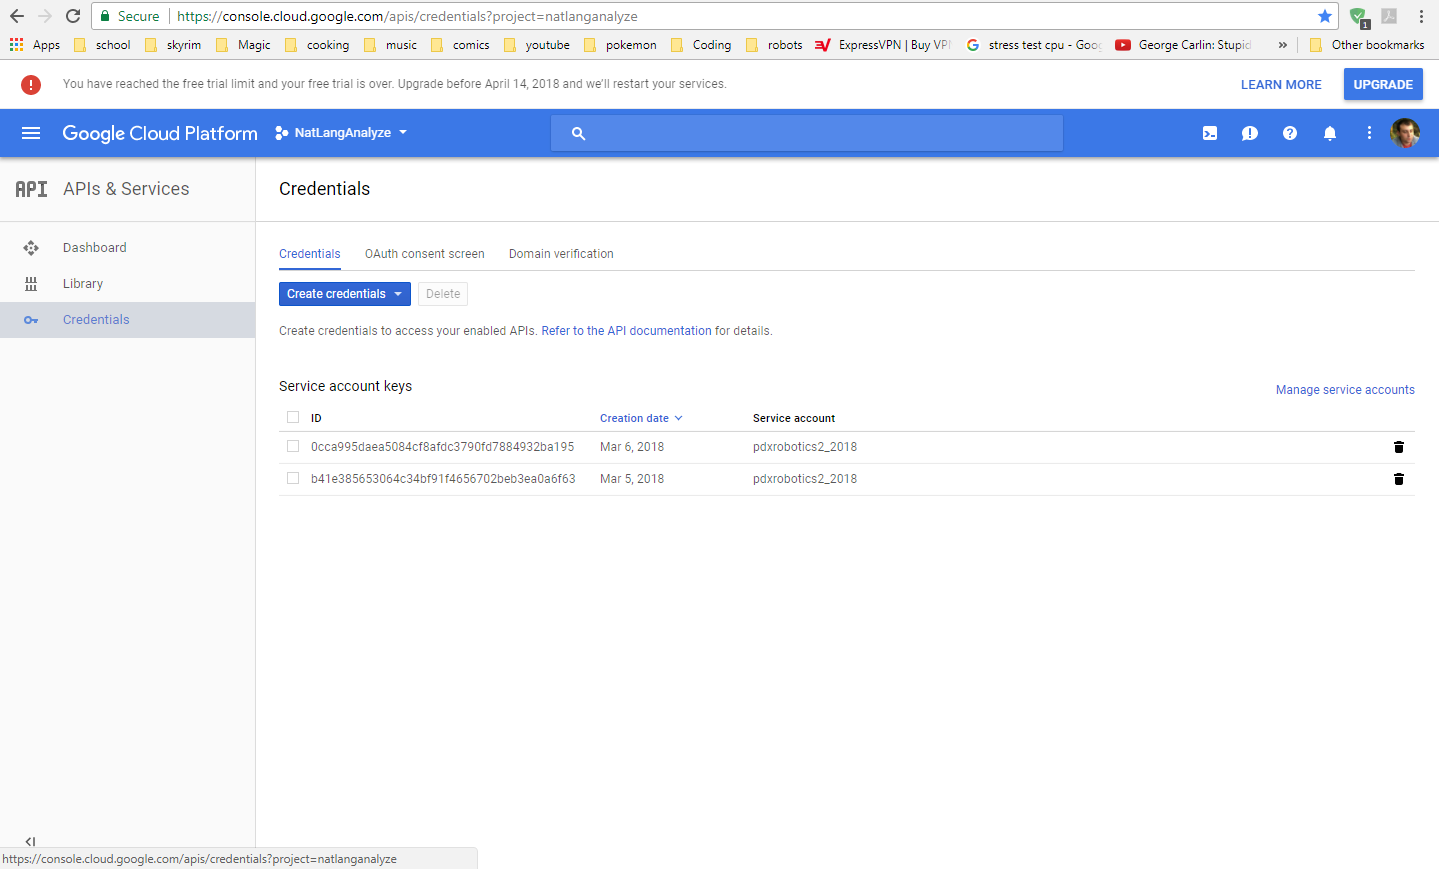 Secure https://console.cloud.google.com/apis/credentials?project=natlanganalyze
1
Apps school skyrim Magic cooking music comics youtube pokemon Coding robots ExpressVPN | Buy VP stress test cpu - Goo George Carlin: Stupid » Other bookmarks
You have reached the free trial limit and your free trial is over. Upgrade before April 14, 2018 and we'll restart your services. LEARN MORE UPGRADE
Google Cloud Platform NatLangAnalyze
API APIs & Services Credentials
Dashboard
Library
Credentials
Credentials OAuth consent screen Domain verification
Create credentials Delete
Create credentials to access your enabled APIs. Refer to the API documentation for details.
Service account keys Manage service accounts
ID Creation date Service account
0cca995daea5084cf8afdc3790fd7884932ba195 Mar 6, 2018 pdxrobotics2_2018
b41e385653064c34bf91f4656702beb3ea0a6f63 Mar 5, 2018 pdxrobotics2_2018
https://console.cloud.google.com/apis/credentials?project=natlanganalyze